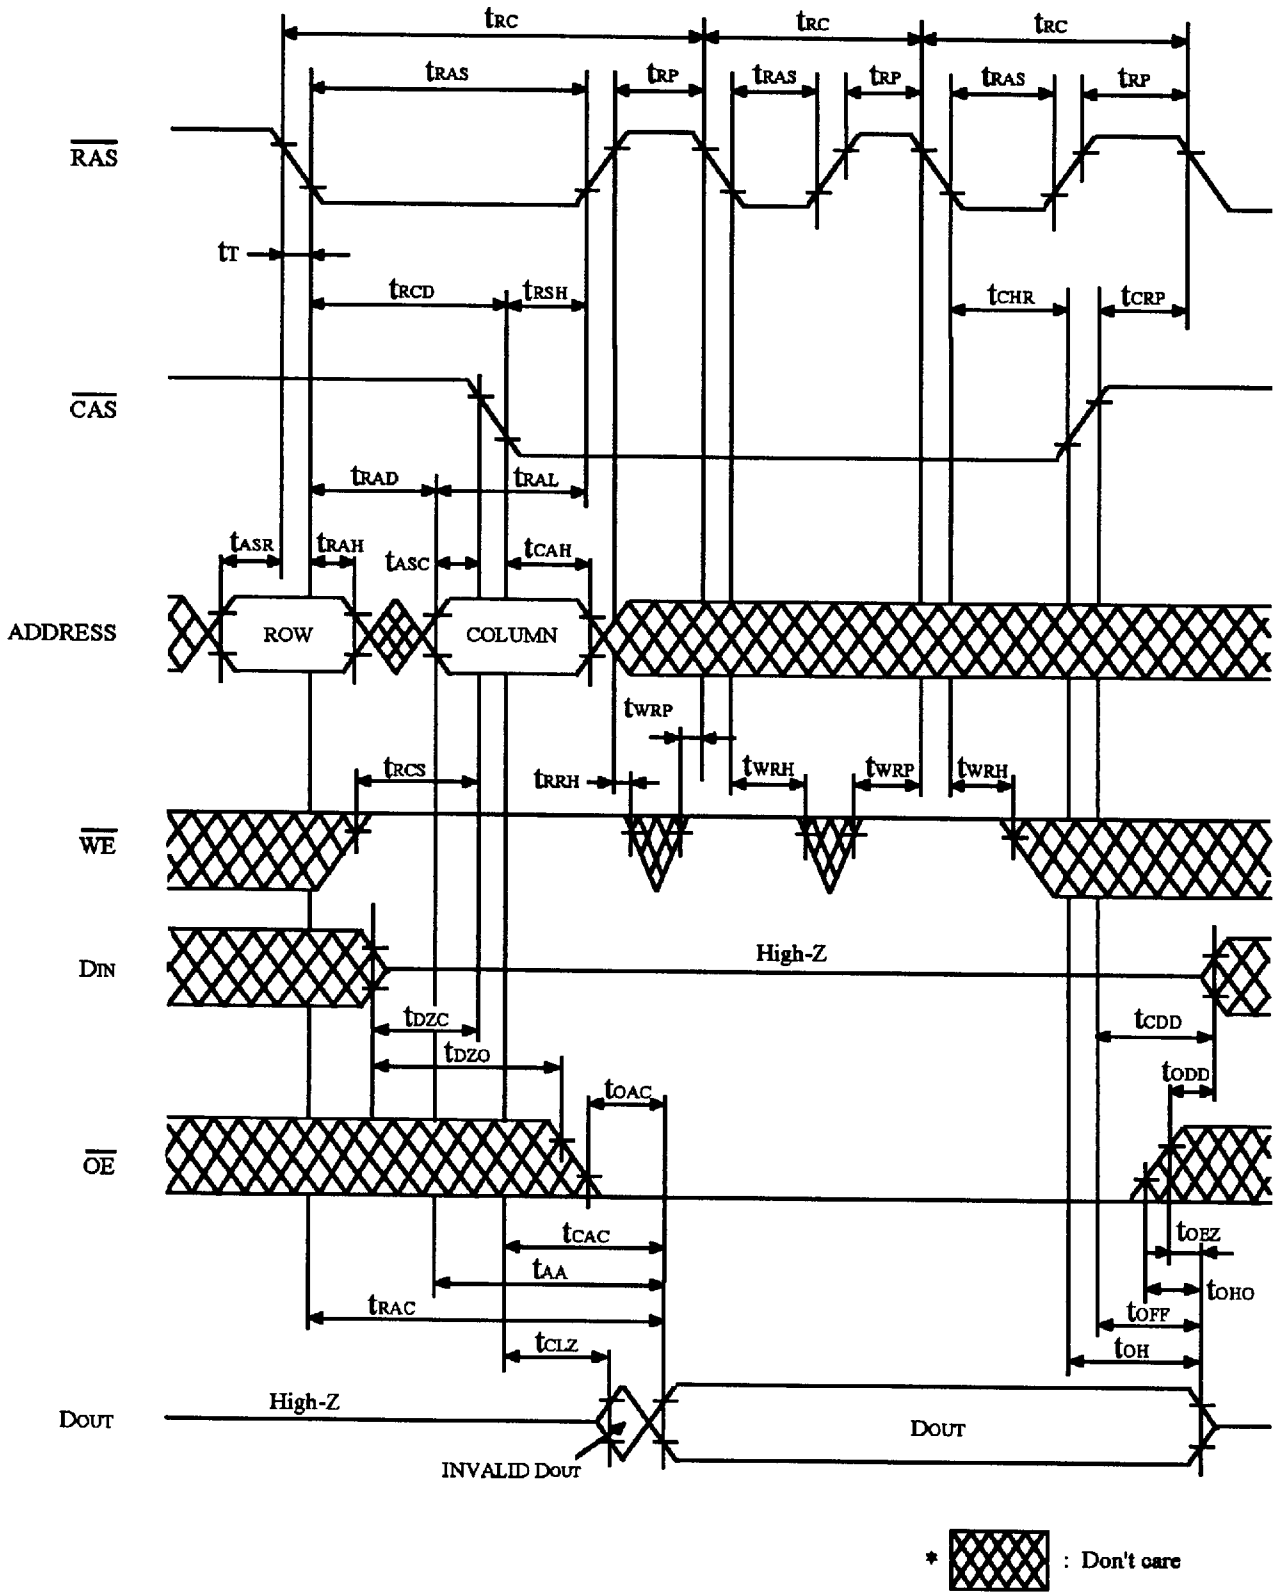 tRC tRC tRC
tRAS tRP tRAS tRP tRAS tRP
RAS
tT
tRCD tRSH tCHR tCRP
CAS
tRAD tRAL
tASR tRAH tASC tCAH
ADDRESS ROW COLUMN
tWRP
tRCS tRRH tWRH tWRP tWRH
WE
DIN High-Z
tDZC tCDD
tDZO
tODD
tOAC
OE
tCAC tOEZ
tAA
tRAC tOHO
tOFF
tCLZ tOH
High-Z
DOUT DOUT
INVALID DOUT
* : Don't care